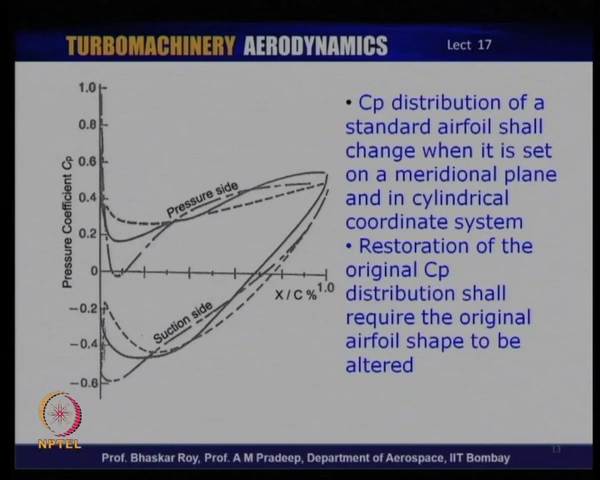 TURBOMACHINERY AERODYNAMICS
Lect 17
1.0
0.8
0.6
0.4
0.2
0
-0.2
-0.4
-0.6
Pressure Coefficient Cp
Pressure side
Suction side
X / C %
1.0
• Cp distribution of a
standard airfoil shall
change when it is set
on a meridional plane
and in cylindrical
coordinate system
• Restoration of the
original Cp
distribution shall
require the original
airfoil shape to be
altered
NPTEL
13
Prof. Bhaskar Roy, Prof. A M Pradeep, Department of Aerospace, IIT Bombay